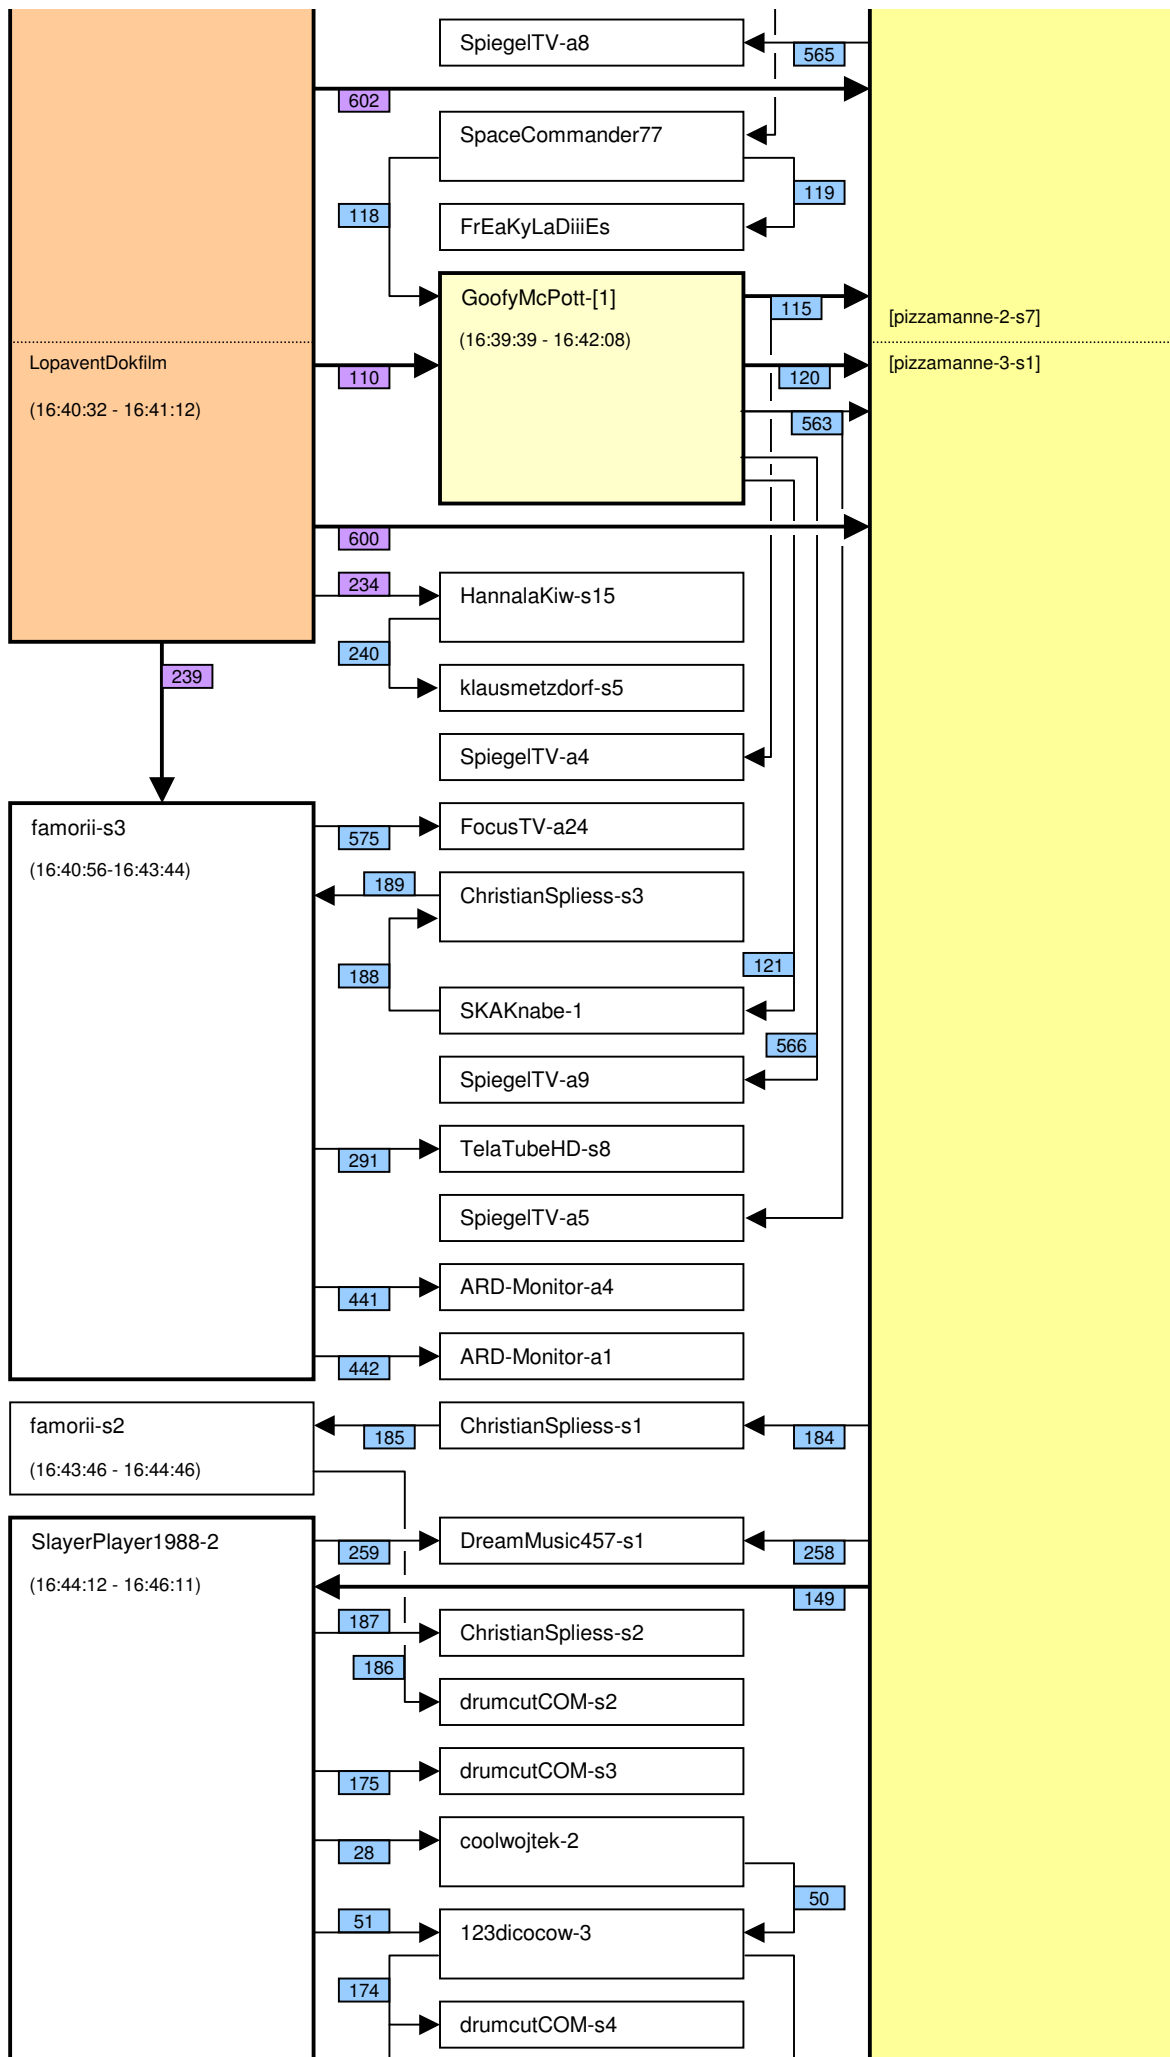 SpiegelTV-a8
565
602
SpaceCommander77
119
118
FrEaKyLaDiiiEs
GoofyMcPott-[1]
115
[pizzamanne-2-s7]
(16:39:39 - 16:42:08)
LopaventDokfilm
110
120
[pizzamanne-3-s1]
(16:40:32 - 16:41:12)
563
600
234
HannalaKiw-s15
240
239
klausmetzdorf-s5
SpiegelTV-a4
famorii-s3
575
FocusTV-a24
(16:40:56-16:43:44)
189
ChristianSpliess-s3
121
188
SKAKnabe-1
566
SpiegelTV-a9
291
TelaTubeHD-s8
SpiegelTV-a5
441
ARD-Monitor-a4
442
ARD-Monitor-a1
famorii-s2
185
ChristianSpliess-s1
184
(16:43:46 - 16:44:46)
SlayerPlayer1988-2
259
DreamMusic457-s1
258
(16:44:12 - 16:46:11)
149
187
ChristianSpliess-s2
186
drumcutCOM-s2
175
drumcutCOM-s3
28
coolwojtek-2
50
51
123dicocow-3
174
drumcutCOM-s4